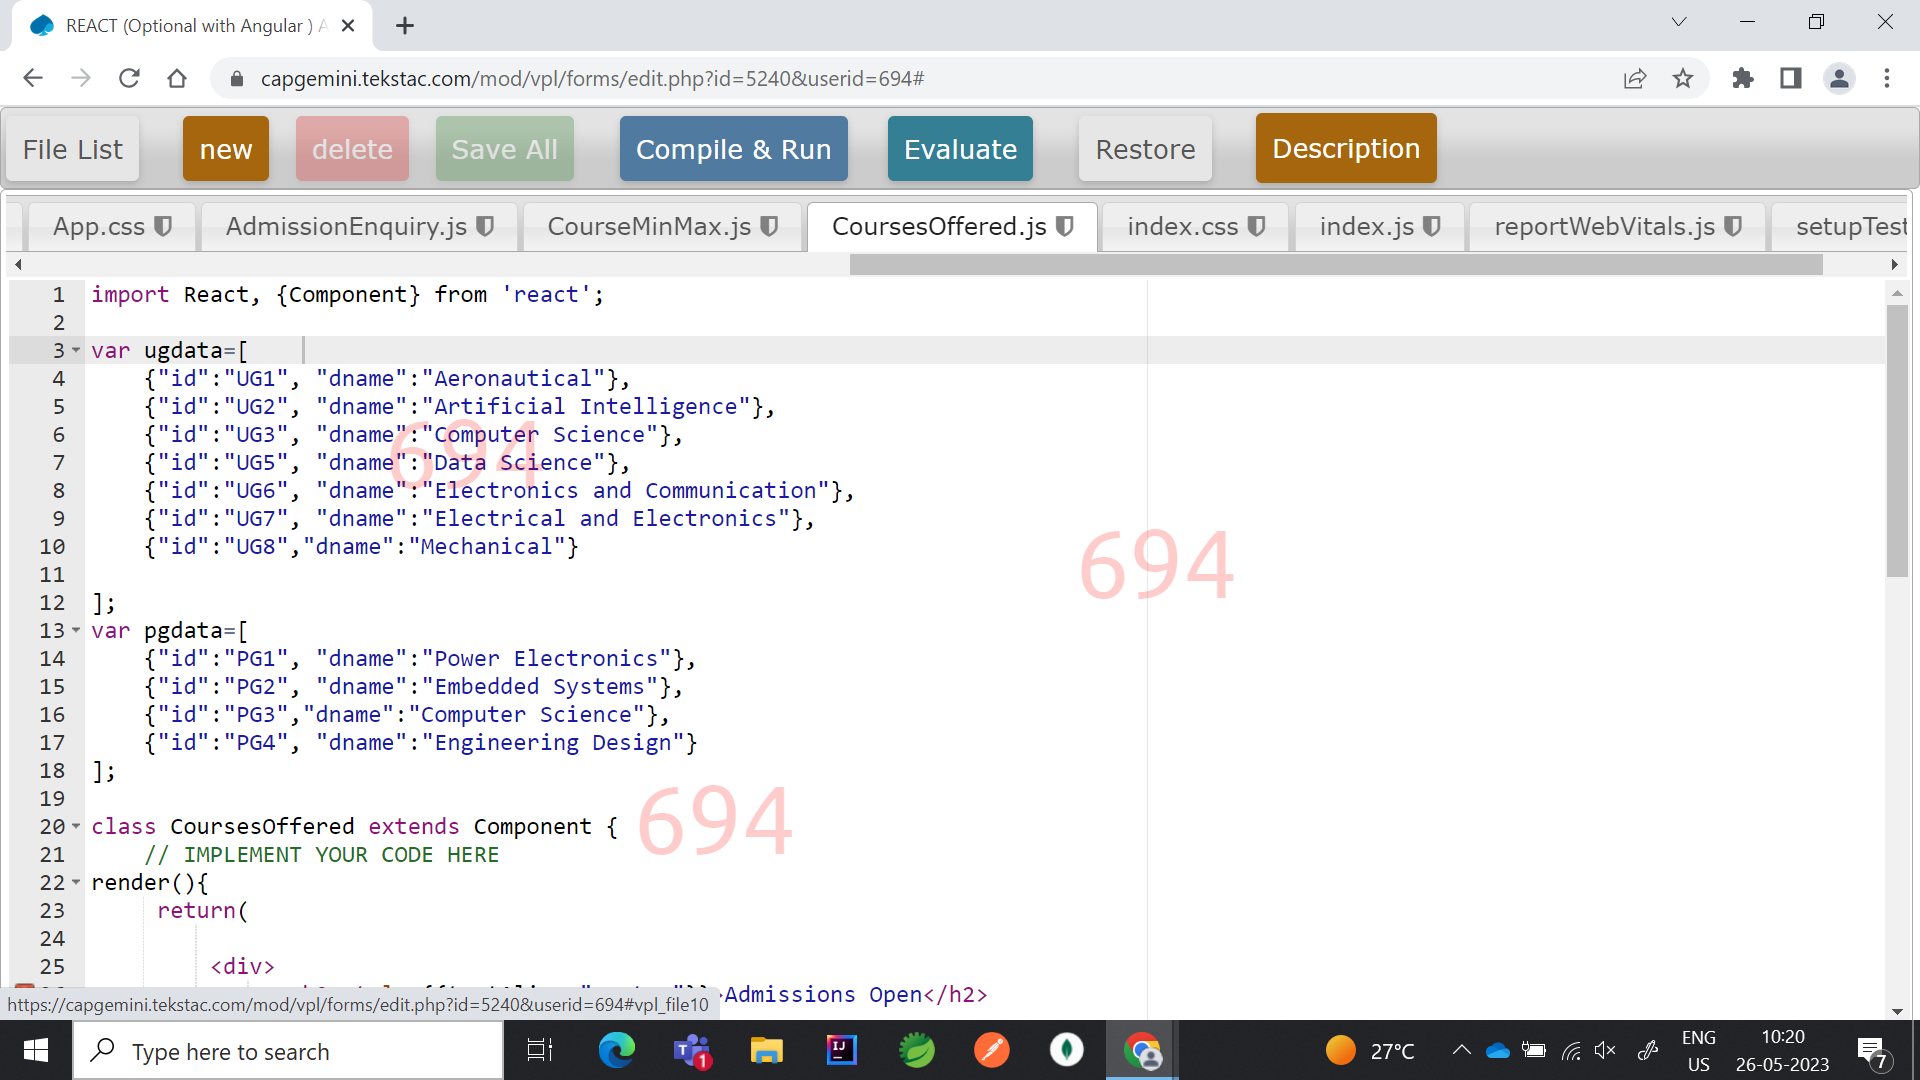 REACT (Optional with Angular ) A
capgemini.tekstac.com/mod/vpl/forms/edit.php?id=5240&userid=694#
File List new delete Save All Compile & Run Evaluate Restore Description
App.css AdmissionEnquiry.js CourseMinMax.js CoursesOffered.js index.css index.js reportWebVitals.js setupTest
1 import React, {Component} from 'react';
2
3 var ugdata=[
4 {"id":"UG1", "dname":"Aeronautical"},
5 {"id":"UG2", "dname":"Artificial Intelligence"},
6 {"id":"UG3", "dname":"Computer Science"},
7 {"id":"UG5", "dname":"Data Science"},
8 {"id":"UG6", "dname":"Electronics and Communication"},
9 {"id":"UG7", "dname":"Electrical and Electronics"},
10 {"id":"UG8","dname":"Mechanical"}
11
12 ];
13 var pgdata=[
14 {"id":"PG1", "dname":"Power Electronics"},
15 {"id":"PG2", "dname":"Embedded Systems"},
16 {"id":"PG3","dname":"Computer Science"},
17 {"id":"PG4", "dname":"Engineering Design"}
18 ];
19
20 class CoursesOffered extends Component {
21 // IMPLEMENT YOUR CODE HERE
22 render(){
23 return(
24
25 <div>
Admissions Open</h2>
694
694
694
https://capgemini.tekstac.com/mod/vpl/forms/edit.php?id=5240&userid=694#vpl_file10
Type here to search
1
27°C
ENG
US
10:20
26-05-2023
7